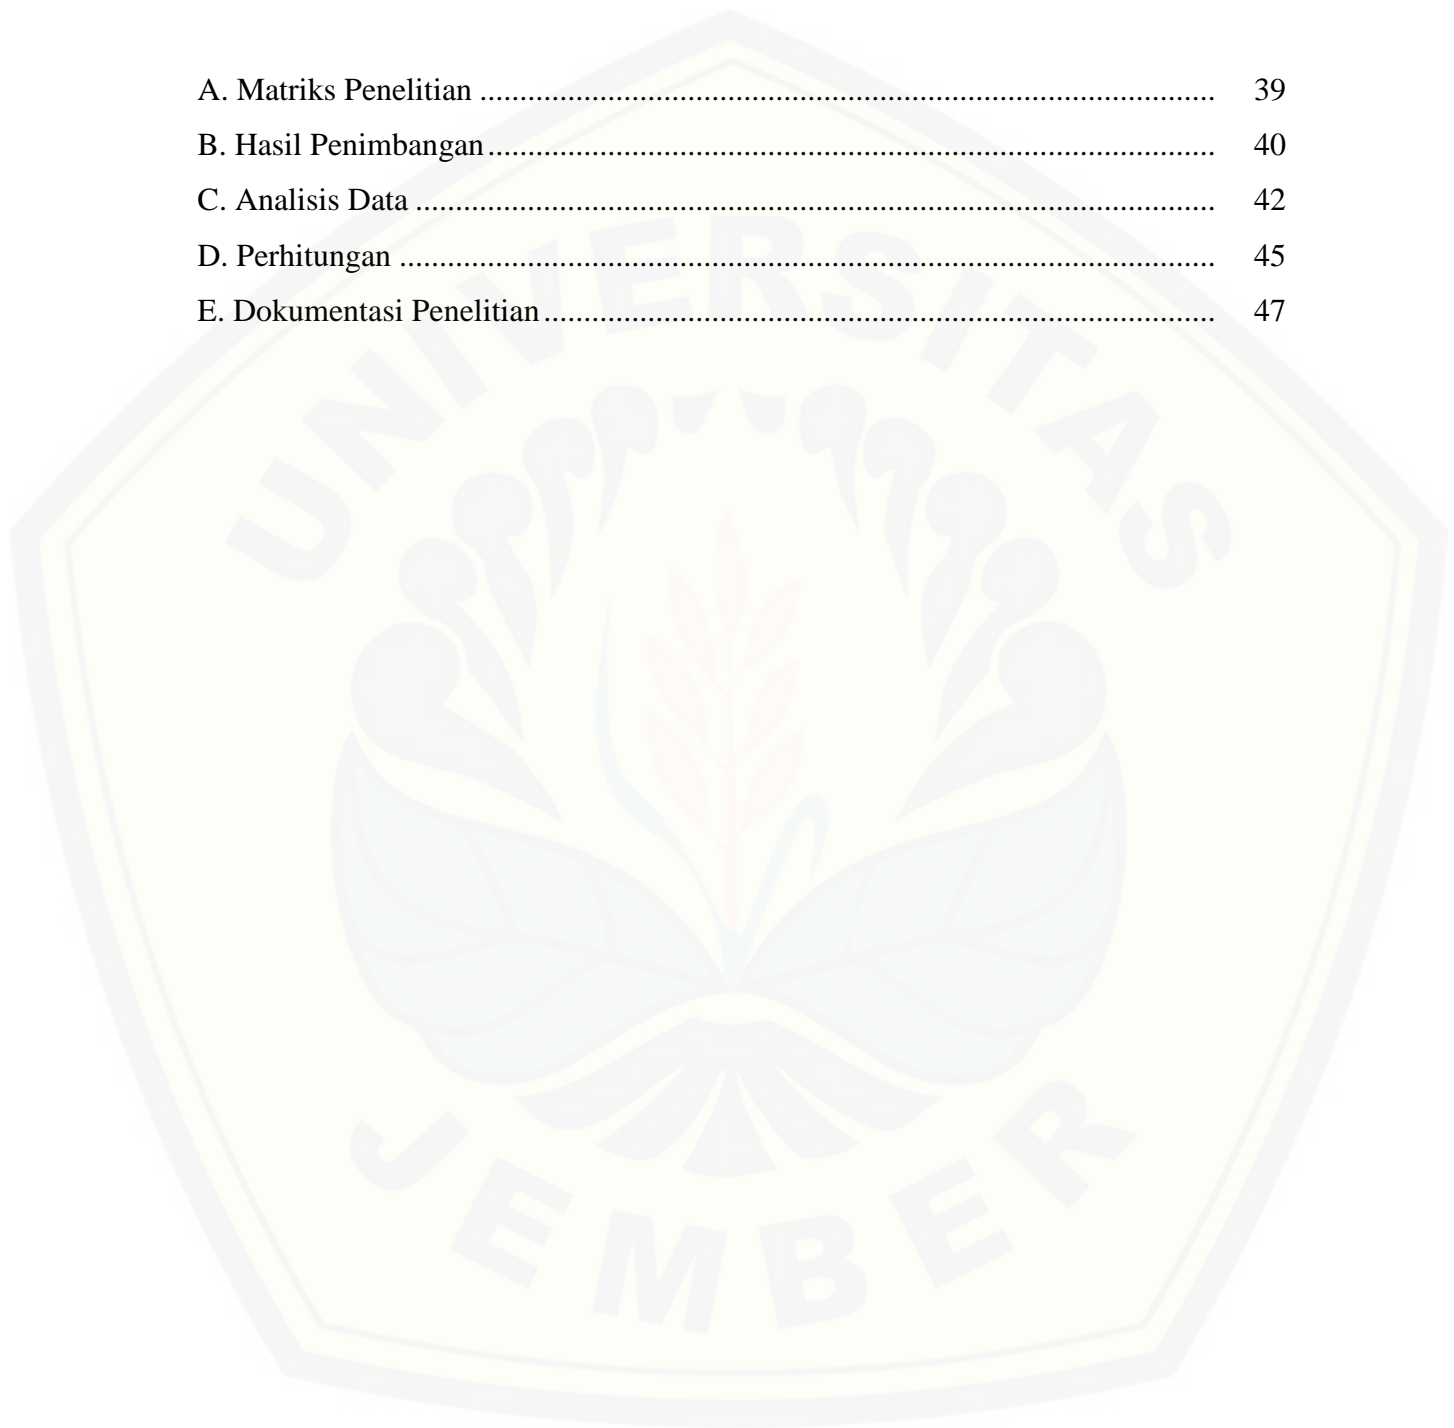 A. Matriks Penelitian ............................................................................................ 39
B. Hasil Penimbangan ........................................................................................... 40
C. Analisis Data .................................................................................................... 42
D. Perhitungan ...................................................................................................... 45
E. Dokumentasi Penelitian .................................................................................... 47
UNIVERSITAS
JEMBER